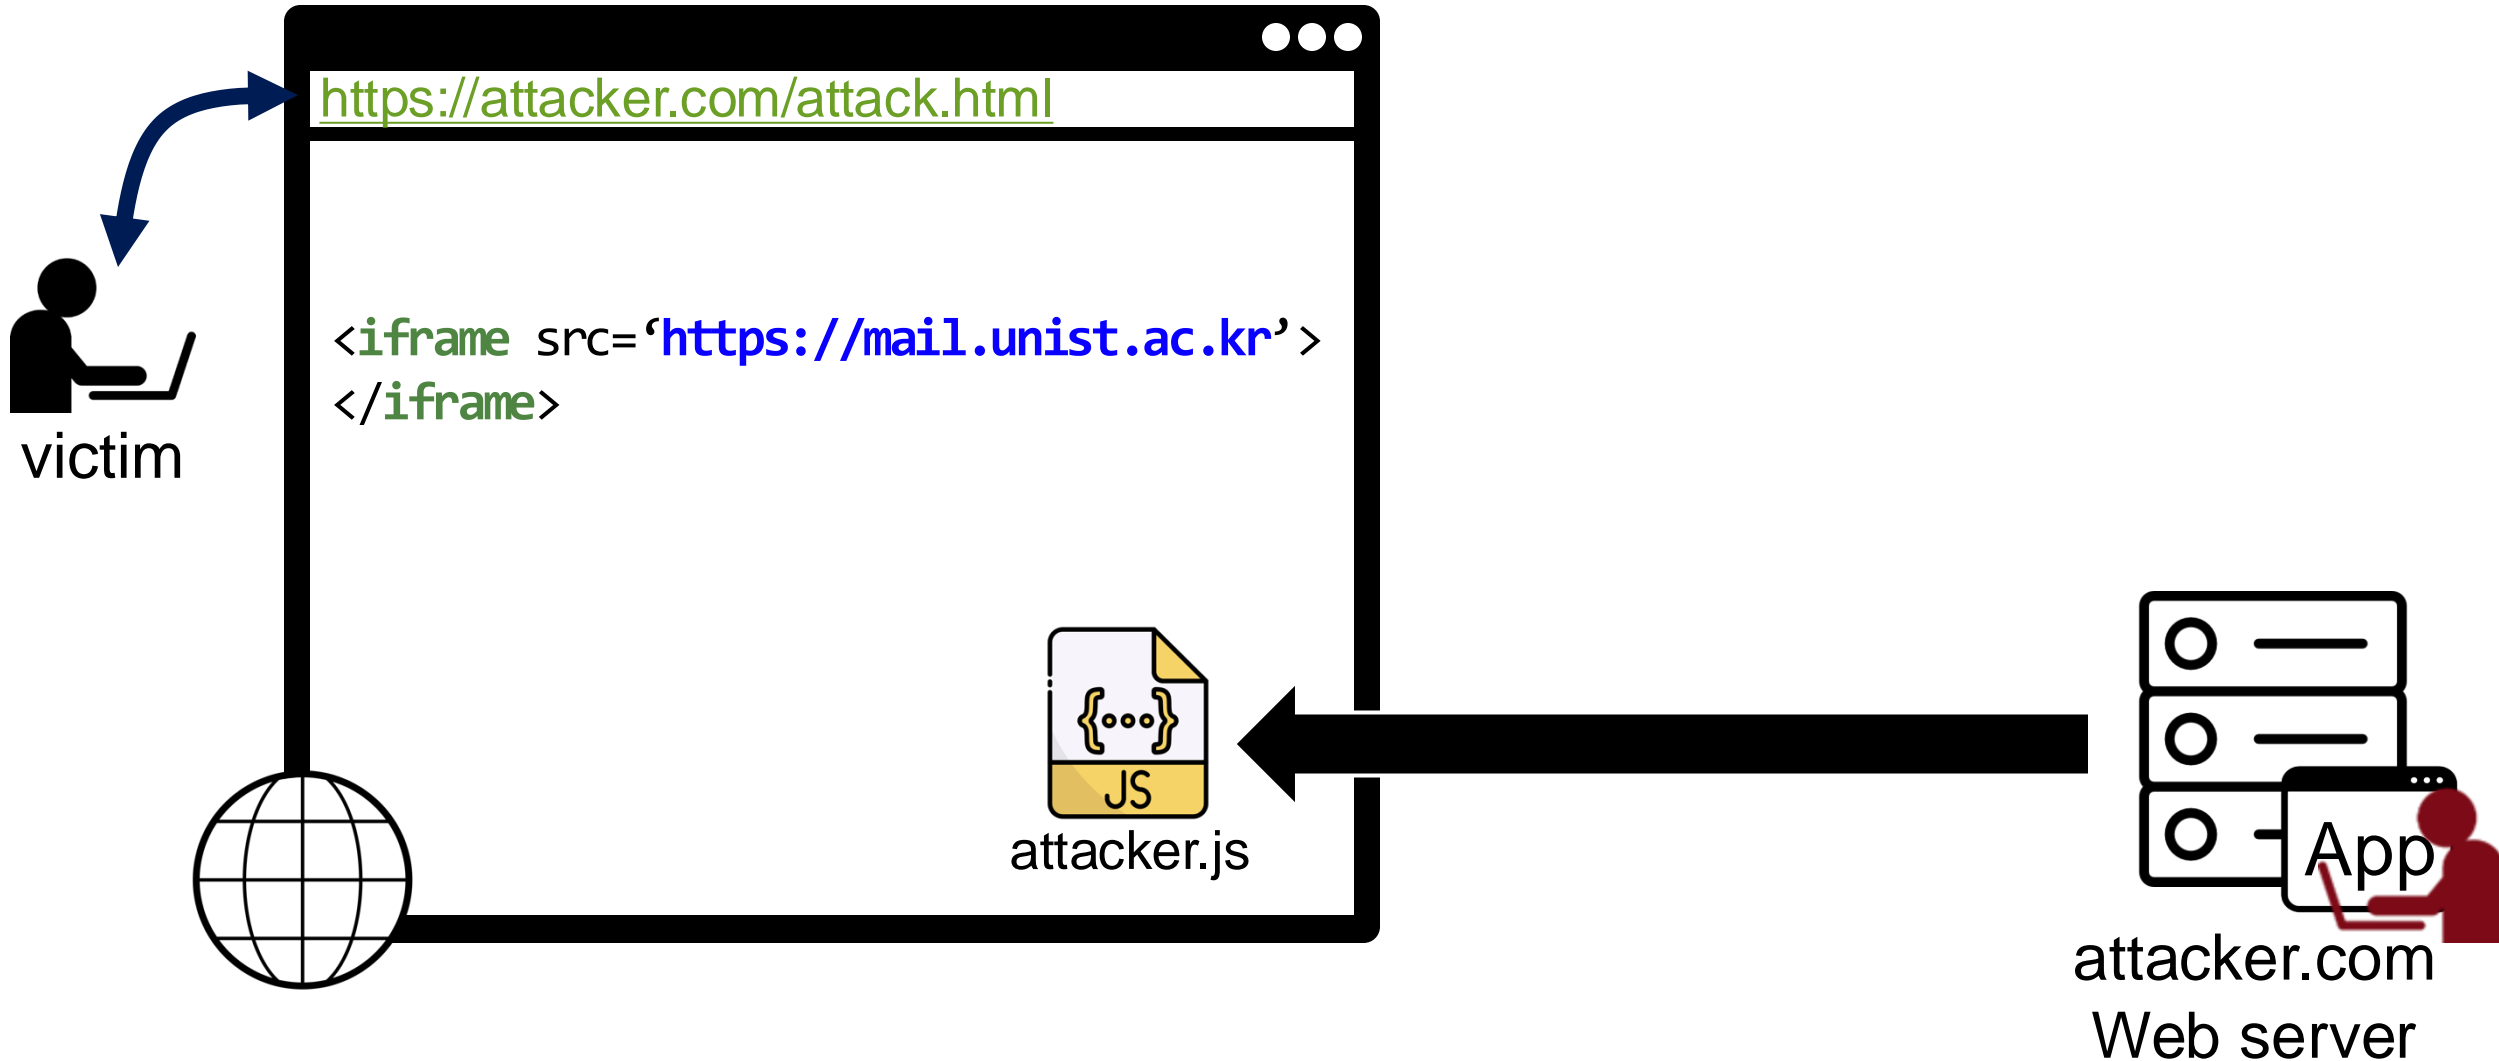 https://attacker.com/attack.html
<iframe src=‘https://mail.unist.ac.kr’>
</iframe>
victim
JS
attacker.js
App
attacker.com
Web server